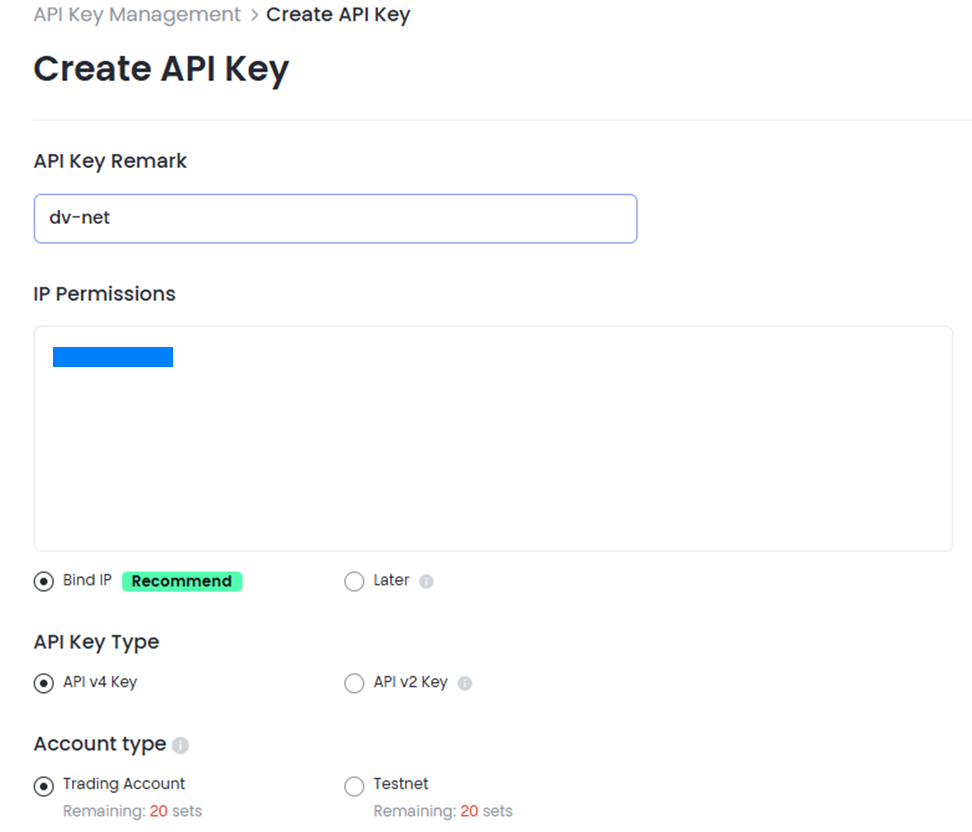 API Key Management > Create API Key
Create API Key
API Key Remark
dv-net
IP Permissions
Bind IP Recommend Later
API Key Type
API v4 Key API v2 Key
Account type
Trading Account Testnet
Remaining: 20 sets Remaining: 20 sets